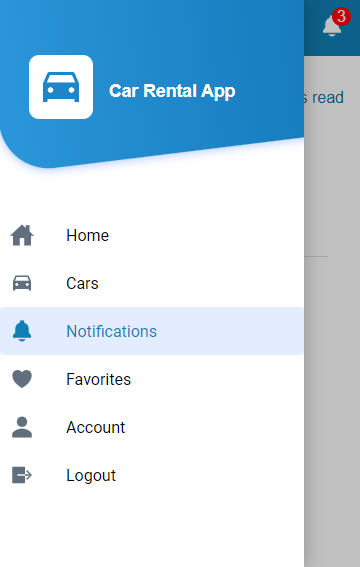 3
Car Rental App
s read
Home
Cars
Notifications
Favorites
Account
Logout